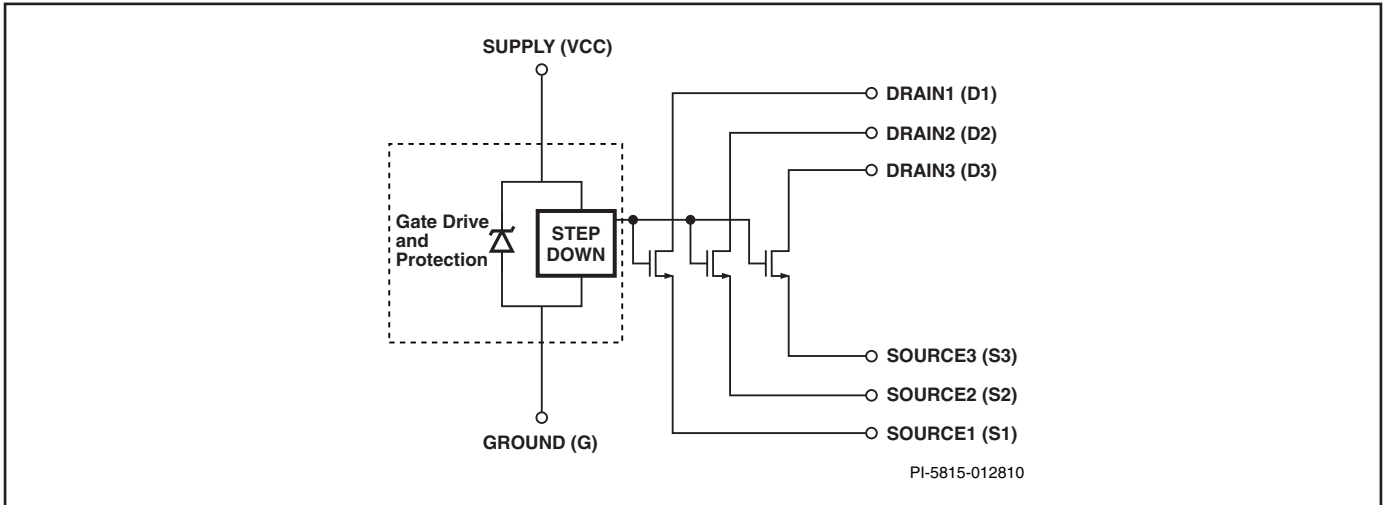 SUPPLY (VCC)
DRAIN1 (D1)
DRAIN2 (D2)
DRAIN3 (D3)
Gate Drive
and
Protection
STEP
DOWN
SOURCE3 (S3)
SOURCE2 (S2)
SOURCE1 (S1)
GROUND (G)
PI-5815-012810